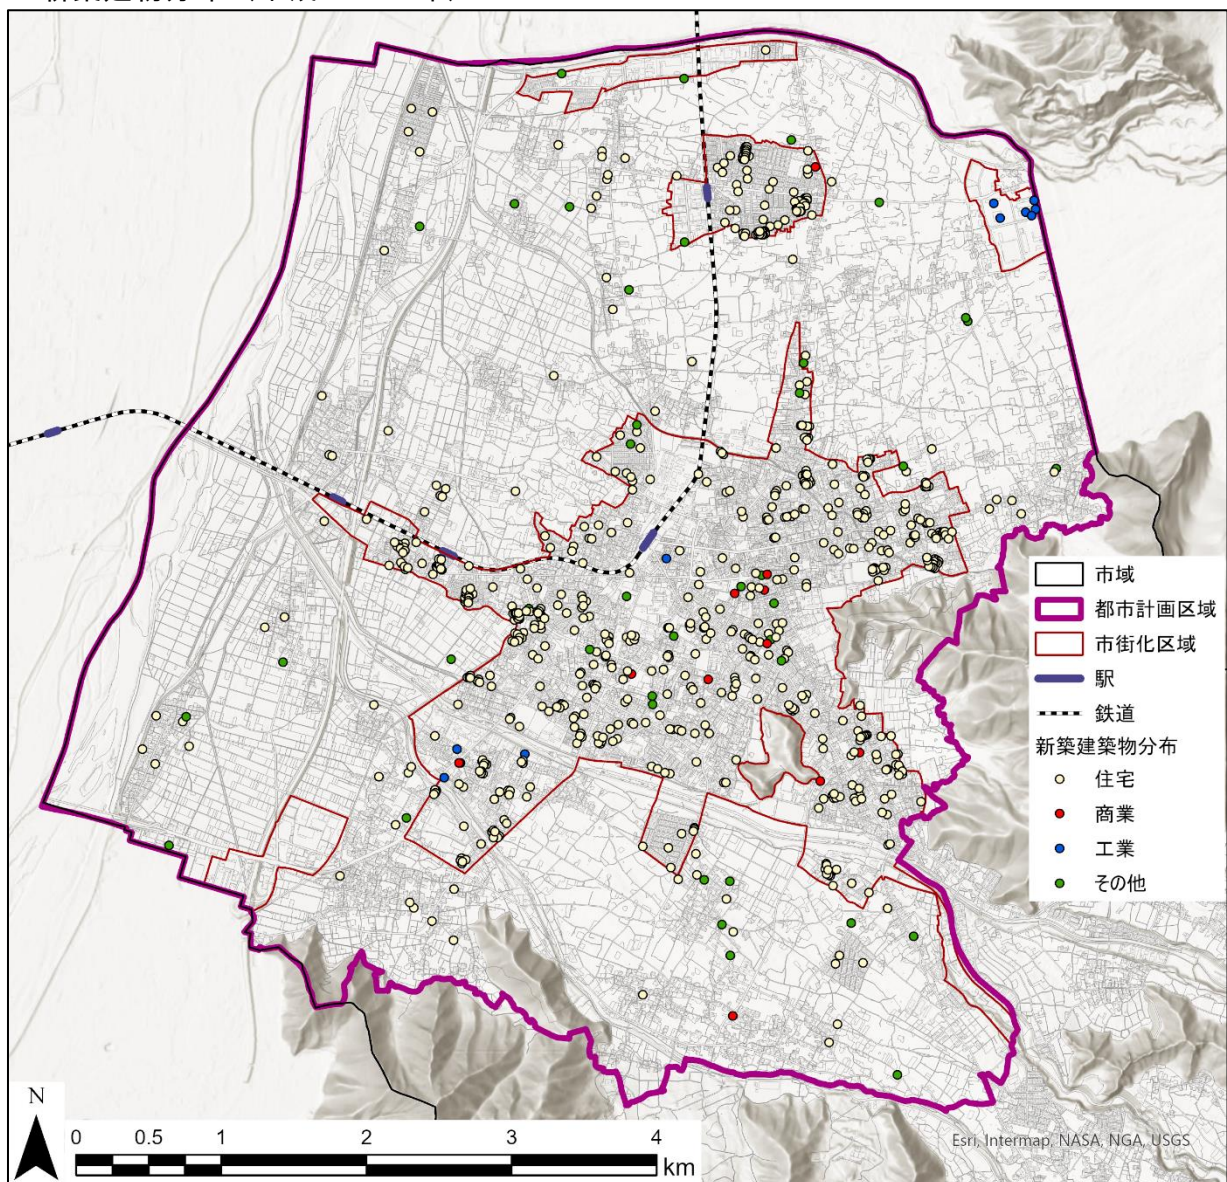 市域
都市計画区域
市街化区域
駅
鉄道
新築建築物分布
住宅
商業
工業
その他
N
0 0.5 1 2 3 4
km
Esri, Intermap, NASA, NGA, USGS